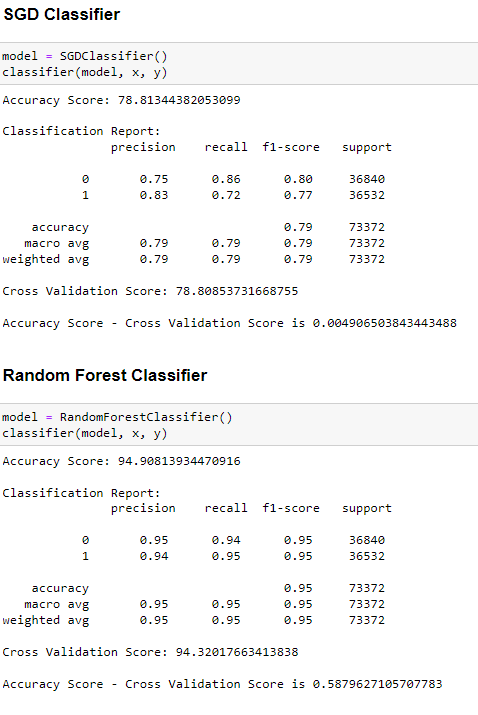 SGD Classifier
model = SGDClassifier()
classifier(model, x, y)
Accuracy Score: 78.81344382053099
Classification Report:
precision recall f1-score support
0 0.75 0.86 0.80 36840
1 0.83 0.72 0.77 36532
accuracy 0.79 73372
macro avg 0.79 0.79 0.79 73372
weighted avg 0.79 0.79 0.79 73372
Cross Validation Score: 78.80853731668755
Accuracy Score - Cross Validation Score is 0.004906503843443488
Random Forest Classifier
model = RandomForestClassifier()
classifier(model, x, y)
Accuracy Score: 94.90813934470916
Classification Report:
precision recall f1-score support
0 0.95 0.94 0.95 36840
1 0.94 0.95 0.95 36532
accuracy 0.95 73372
macro avg 0.95 0.95 0.95 73372
weighted avg 0.95 0.95 0.95 73372
Cross Validation Score: 94.32017663413838
Accuracy Score - Cross Validation Score is 0.5879627105707783